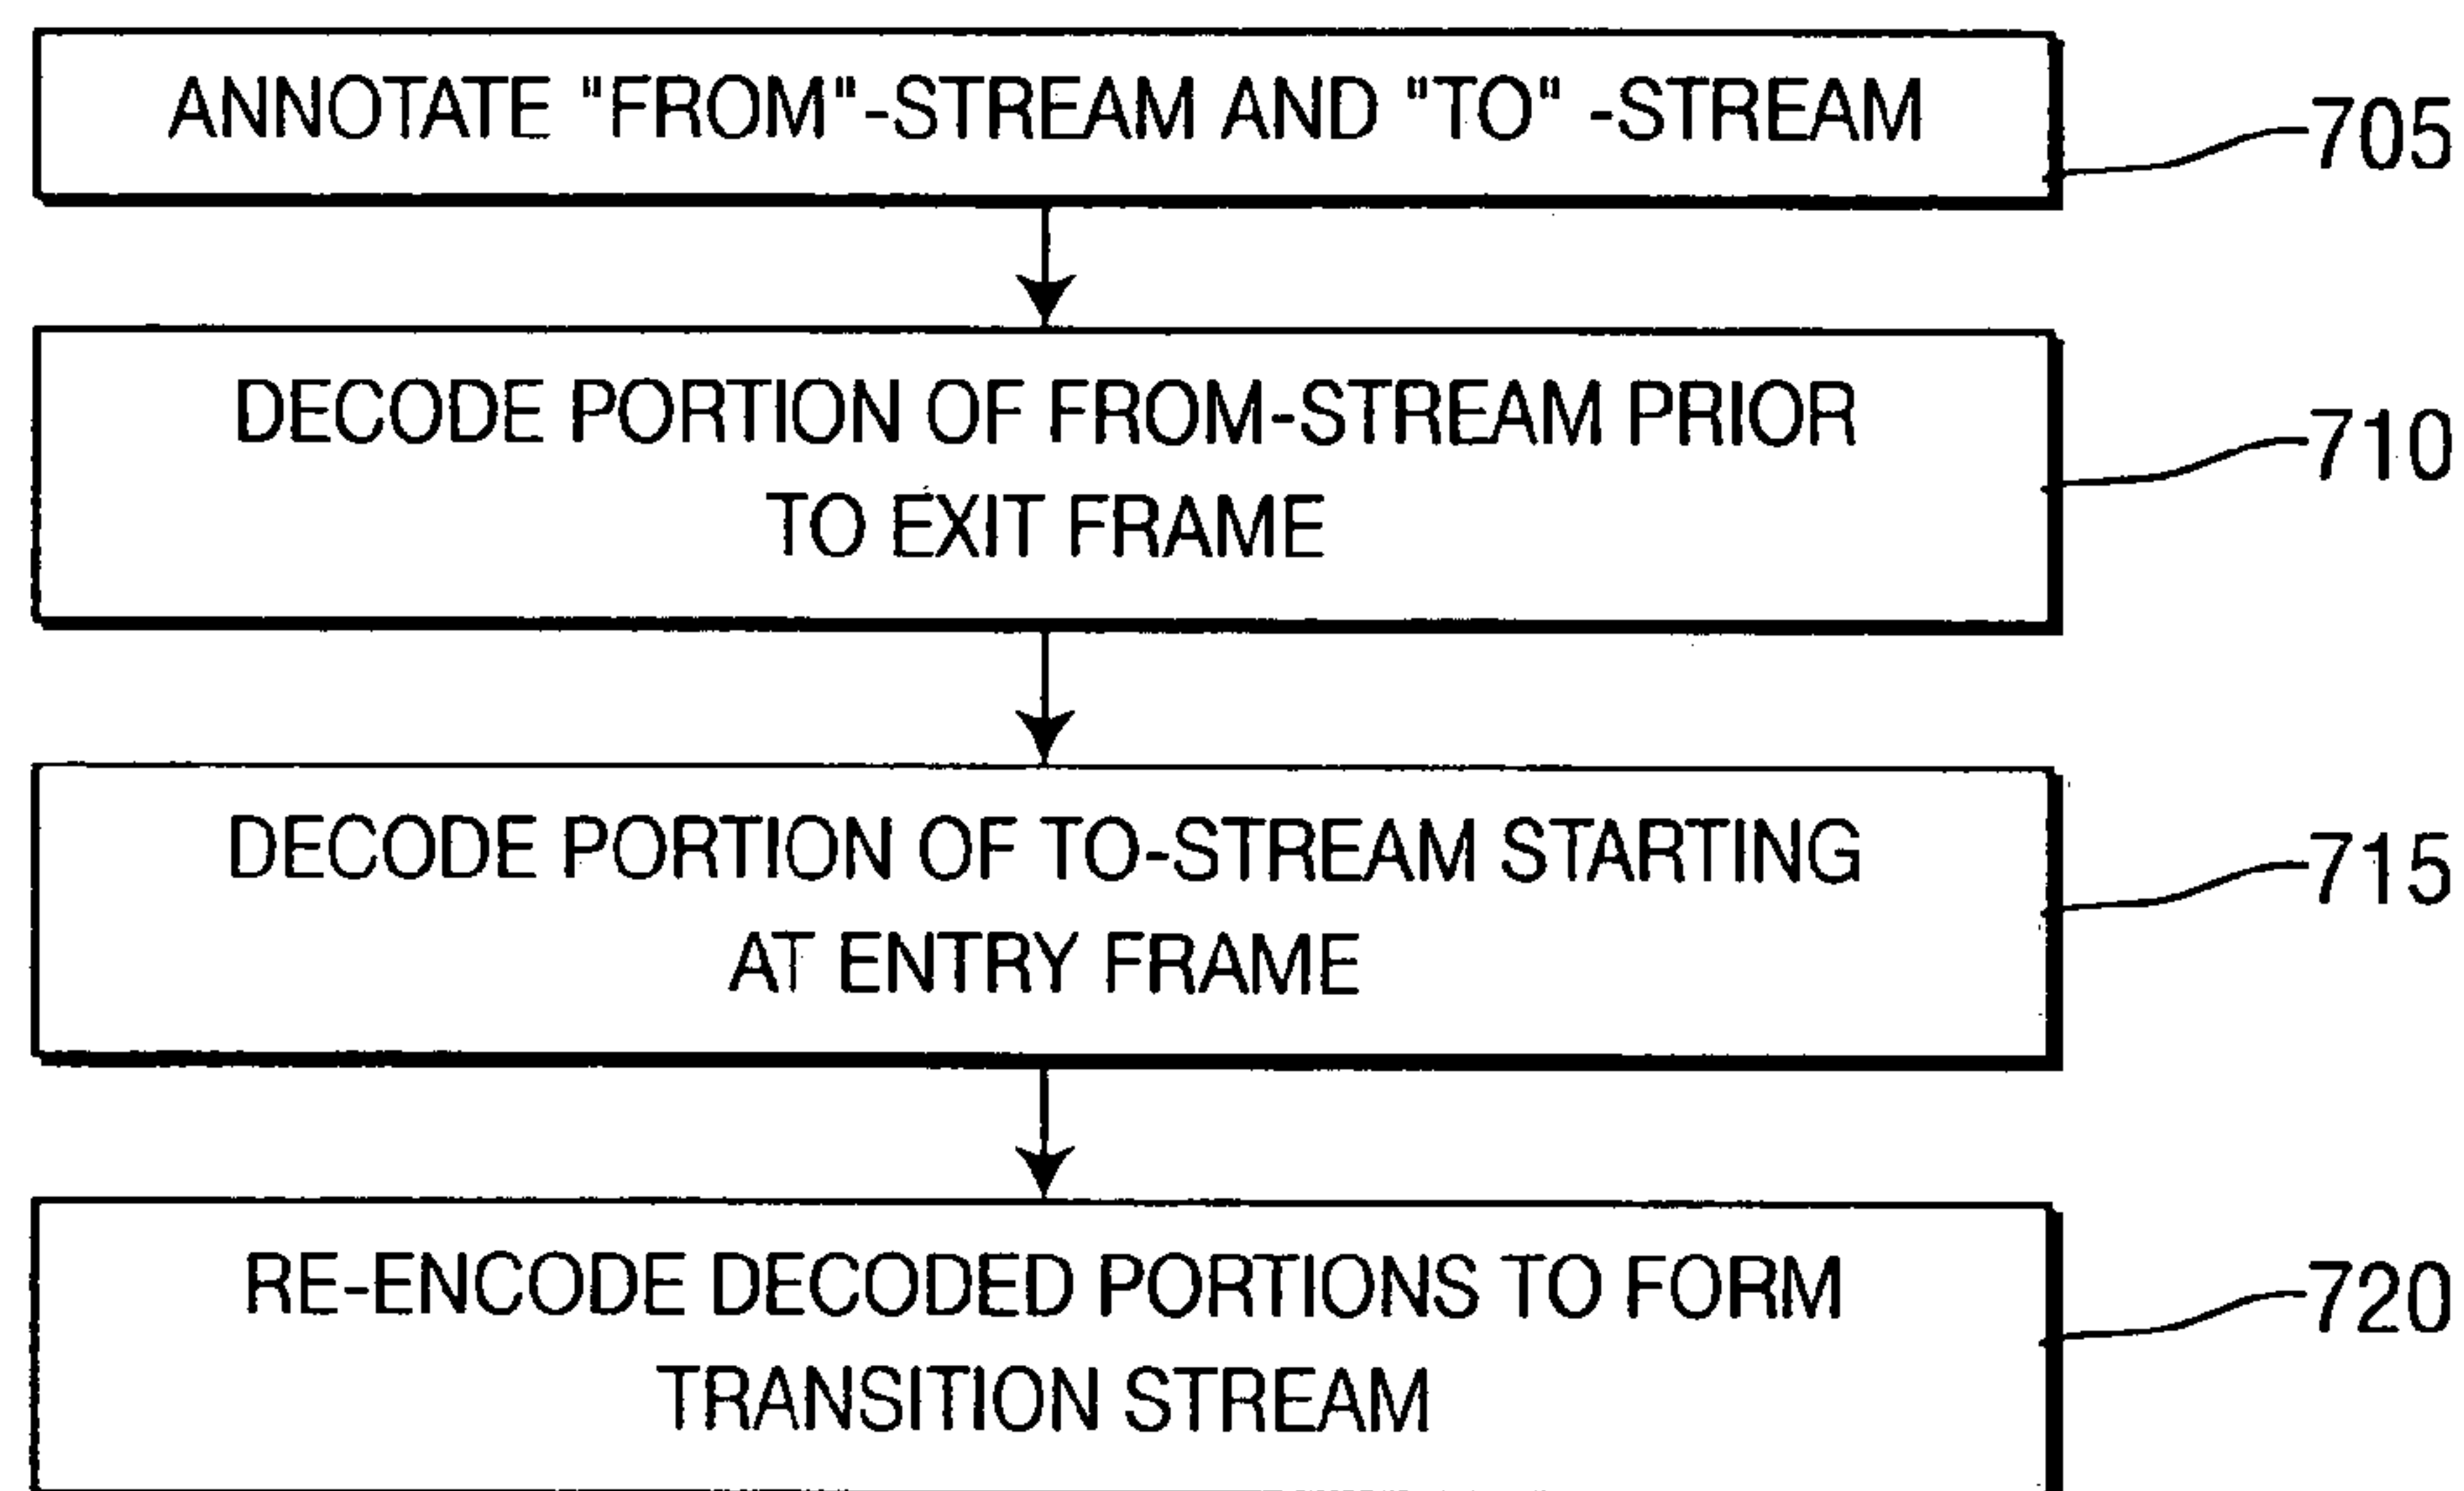 ANNOTATE "FROM"-STREAM AND "TO" -STREAM
705
DECODE PORTION OF FROM-STREAM PRIOR
TO EXIT FRAME
710
DECODE PORTION OF TO-STREAM STARTING
AT ENTRY FRAME
715
RE-ENCODE DECODED PORTIONS TO FORM
TRANSITION STREAM
720